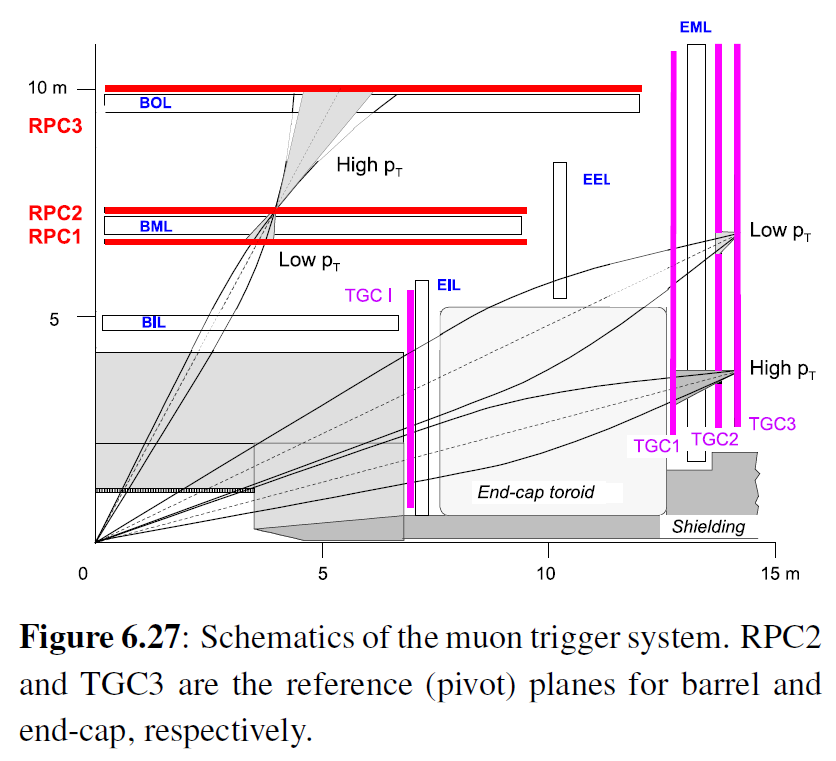 EML
10 m
BOL
RPC3
High pT
EEL
RPC2
BML
RPC1
Low pT
Low pT
TGC I
EIL
5
BIL
High pT
TGC3
TGC1
TGC2
End-cap toroid
Shielding
0
5
10
15 m
Figure 6.27: Schematics of the muon trigger system. RPC2
and TGC3 are the reference (pivot) planes for barrel and
end-cap, respectively.